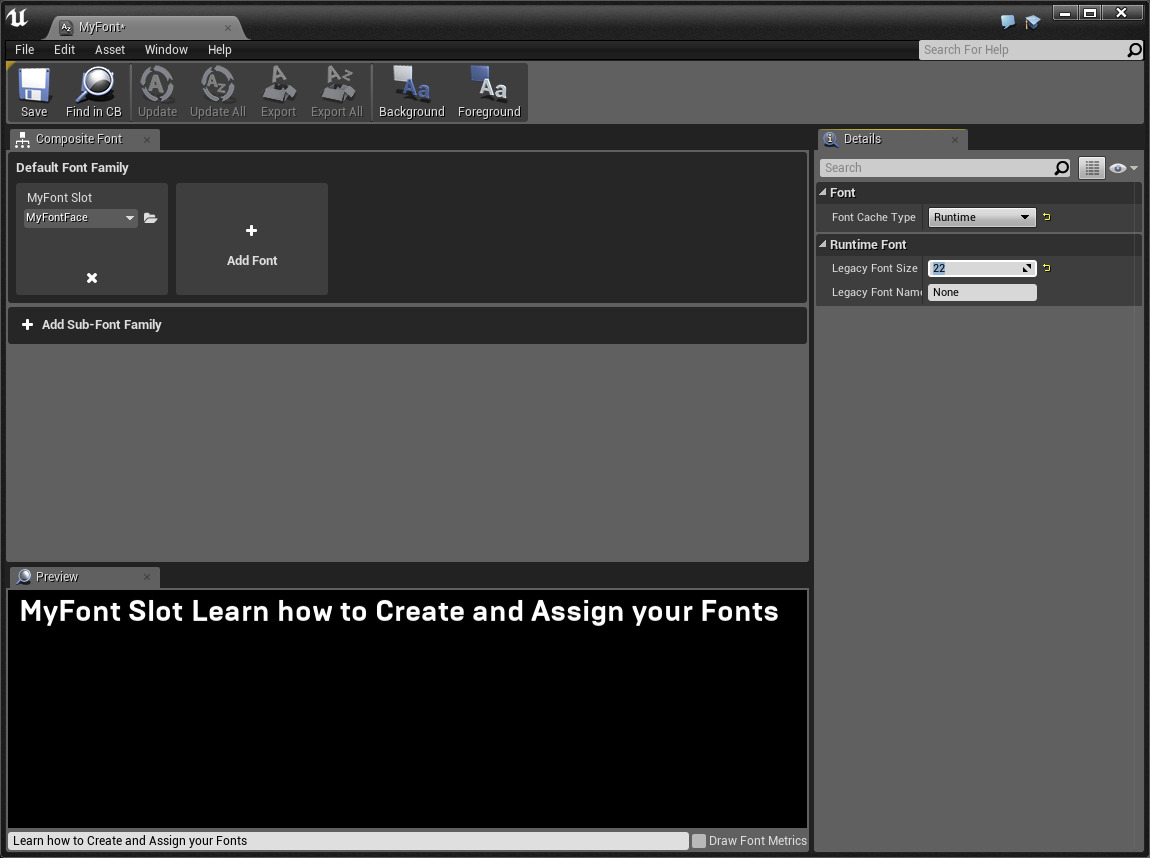 MyFont*
File Edit Asset Window Help
Search For Help
Save Find in CB Update Update All Export Export All Background Foreground
Composite Font
Default Font Family
MyFont Slot
MyFontFace
Add Font
Add Sub-Font Family
Preview
MyFont Slot Learn how to Create and Assign your Fonts
Learn how to Create and Assign your Fonts
Draw Font Metrics
Details
Search
Font
Font Cache Type Runtime
Runtime Font
Legacy Font Size 22
Legacy Font Nam None